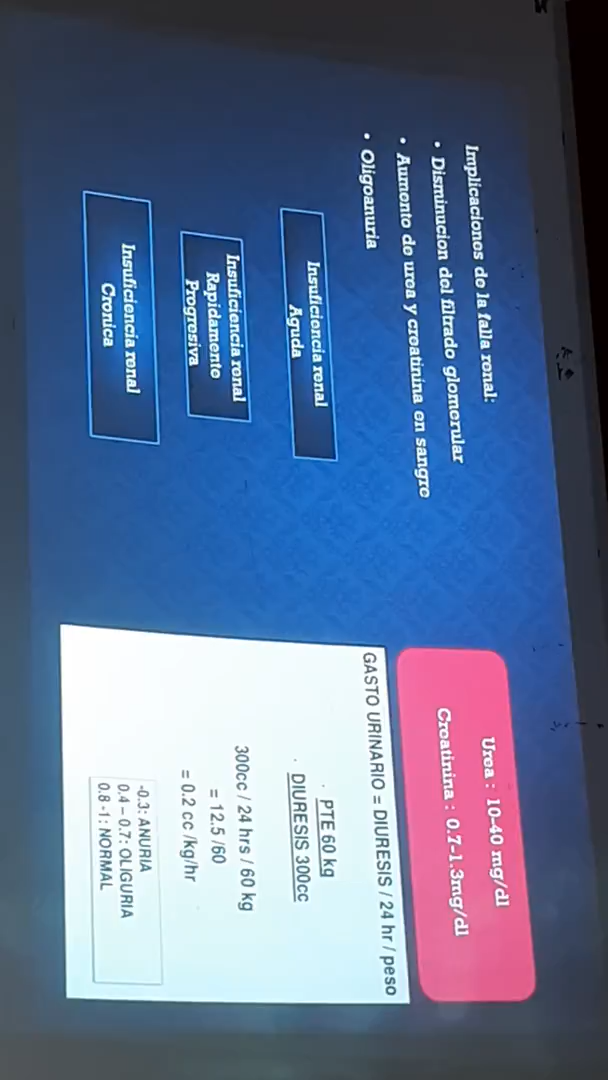 Implicaciones de la falla renal:
• Disminucion del filtrado glomerular
• Aumento de urea y creatinina en sangre
• Oligoanuria
Insuficiencia renal
Aguda
Insuficiencia renal
Rapidamente
Progresiva
Insuficiencia renal
Cronica
Urea : 10-40 mg/dl
Creatinina : 0.7-1.3mg/dl
GASTO URINARIO = DIURESIS / 24 hr / peso
· PTE 60 kg
· DIURESIS 300cc
300cc / 24 hrs / 60 kg
= 12.5 /60
= 0.2 cc /kg/hr
-0.3: ANURIA
0.4 – 0.7: OLIGURIA
0.8 -1: NORMAL